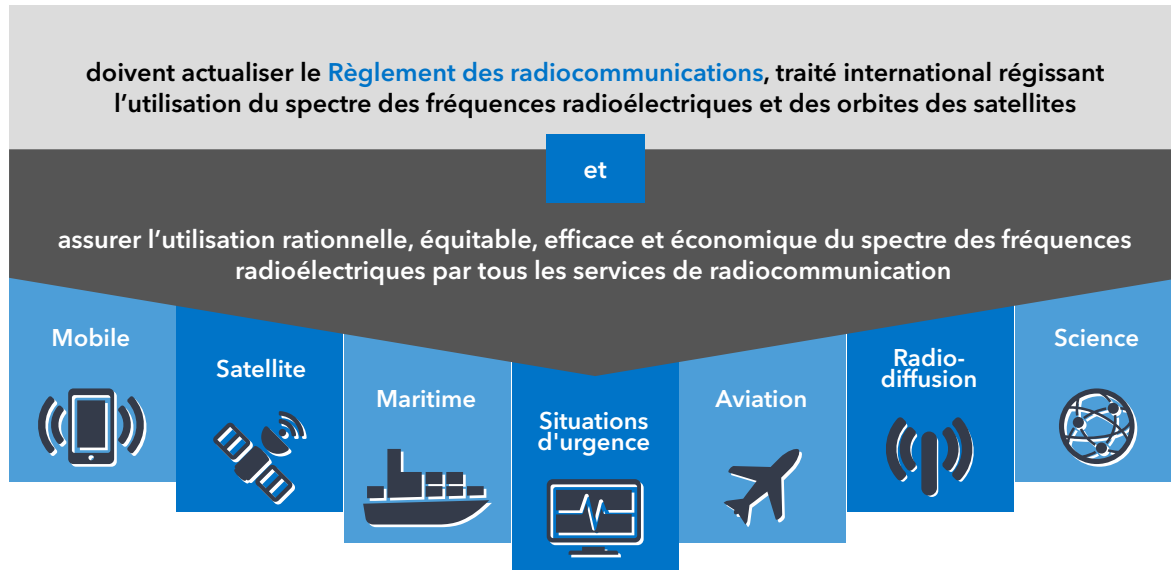 doivent actualiser le Règlement des radiocommunications, traité international régissant
l’utilisation du spectre des fréquences radioélectriques et des orbites des satellites
et
assurer l’utilisation rationnelle, équitable, efficace et économique du spectre des fréquences
radioélectriques par tous les services de radiocommunication
Mobile
Satellite
Maritime
Situations
d'urgence
Aviation
Radio-
diffusion
Science